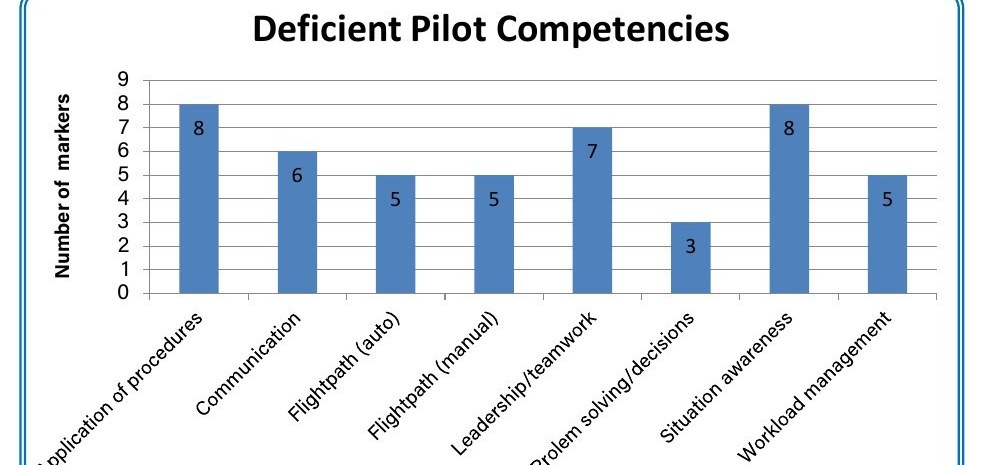 Deficient Pilot Competencies
Number of markers
9
8
7
6
5
4
3
2
1
0
8
6
5
5
7
3
8
5
Application of procedures
Communication
Flightpath (auto)
Flightpath (manual)
Leadership/teamwork
Prolem solving/decisions
Situation awareness
Workload management